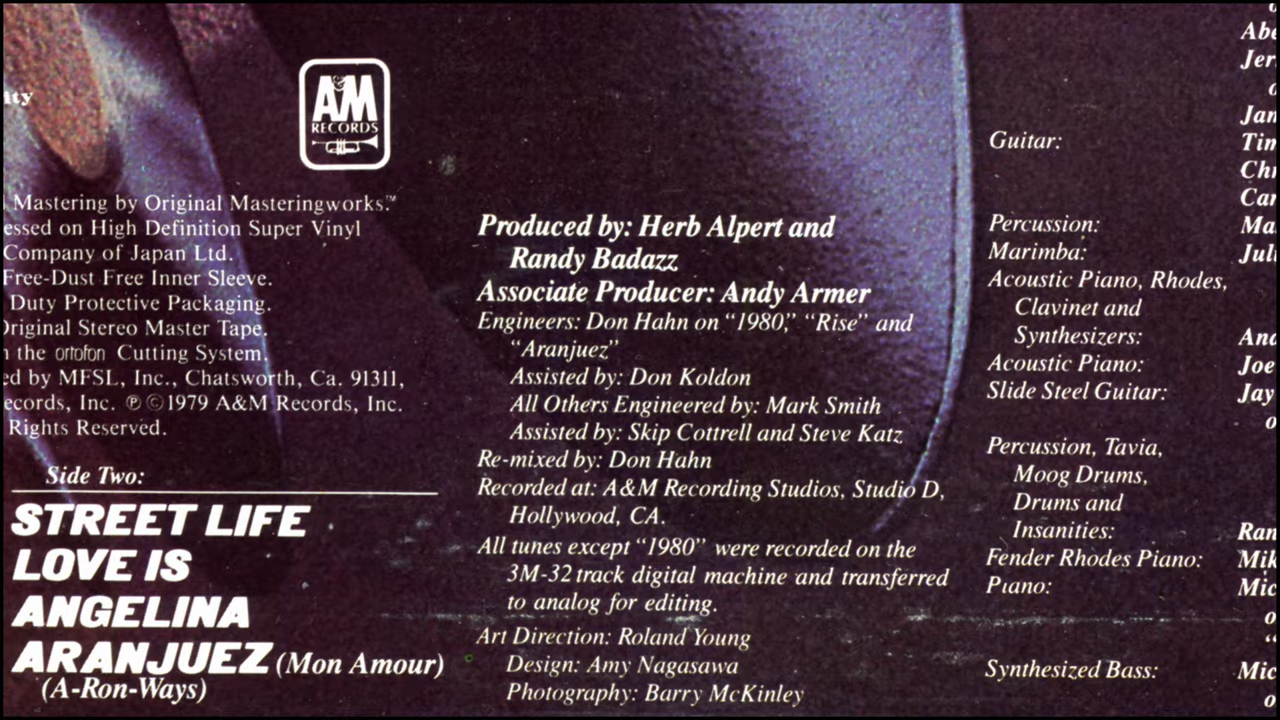 A&M
RECORDS
Mastering by Original Masteringworks.™
on High Definition Super Vinyl
Company of Japan Ltd.
Free-Dust Free Inner Sleeve.
Duty Protective Packaging.
Original Stereo Master Tape.
the ortofon Cutting System.
by MFSL, Inc., Chatsworth, Ca. 91311,
Inc. ℗©1979 A&M Records, Inc.
Rights Reserved.
Side Two:
STREET LIFE
LOVE IS
ANGELINA
ARANJUEZ (Mon Amour)
(A-Ron-Ways)
Produced by: Herb Alpert and
Randy Badazz
Associate Producer: Andy Armer
Engineers: Don Hahn on "1980," "Rise" and
"Aranjuez"
Assisted by: Don Koldon
All Others Engineered by: Mark Smith
Assisted by: Skip Cottrell and Steve Katz
Re-mixed by: Don Hahn
Recorded at: A&M Recording Studios, Studio D,
Hollywood, CA.
All tunes except "1980" were recorded on the
3M-32 track digital machine and transferred
to analog for editing.
Art Direction: Roland Young
Design: Amy Nagasawa
Photography: Barry McKinley
Guitar:
Percussion:
Marimba:
Acoustic Piano, Rhodes,
Clavinet and
Synthesizers:
Acoustic Piano:
Joe
Slide Steel Guitar:
Jay
Percussion, Tavia,
Moog Drums,
Drums and
Insanities:
Fender Rhodes Piano:
Piano:
Synthesized Bass: